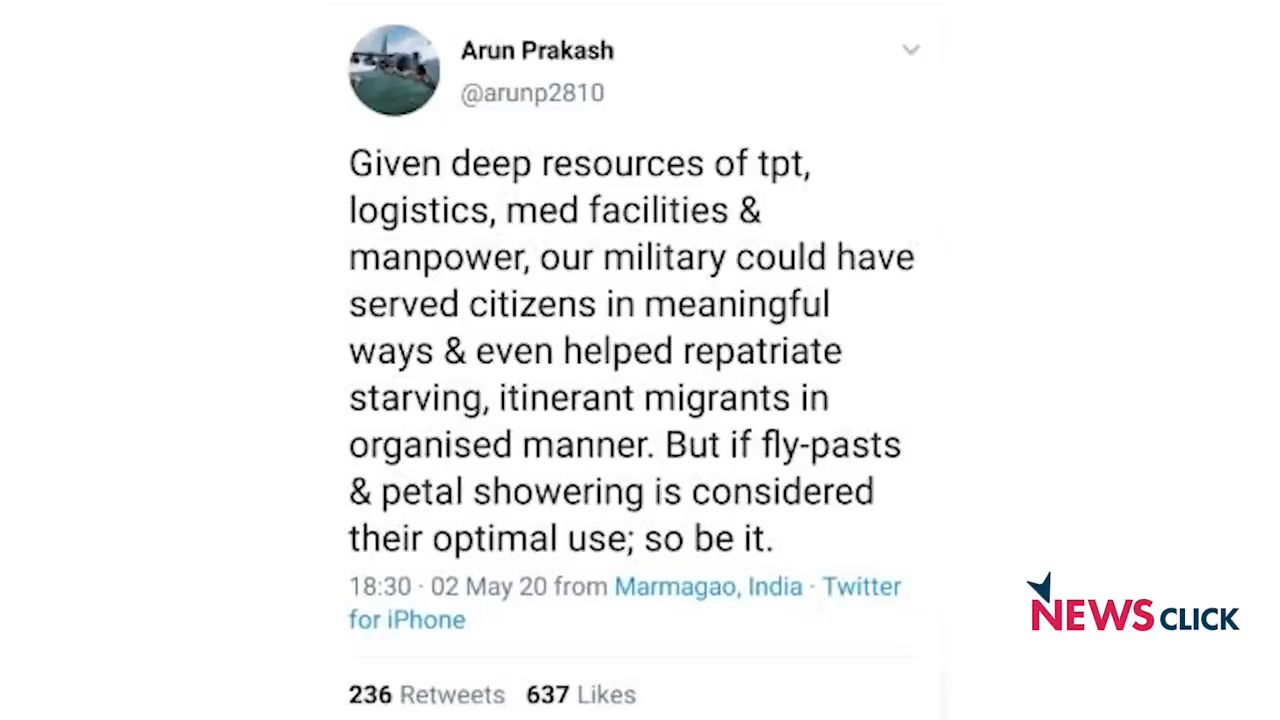 Arun Prakash
@arunp2810
Given deep resources of tpt,
logistics, med facilities &
manpower, our military could have
served citizens in meaningful
ways & even helped repatriate
starving, itinerant migrants in
organised manner. But if fly-pasts
& petal showering is considered
their optimal use; so be it.
18:30 · 02 May 20 from Marmagao, India · Twitter
for iPhone
236 Retweets 637 Likes
NEWSCLICK